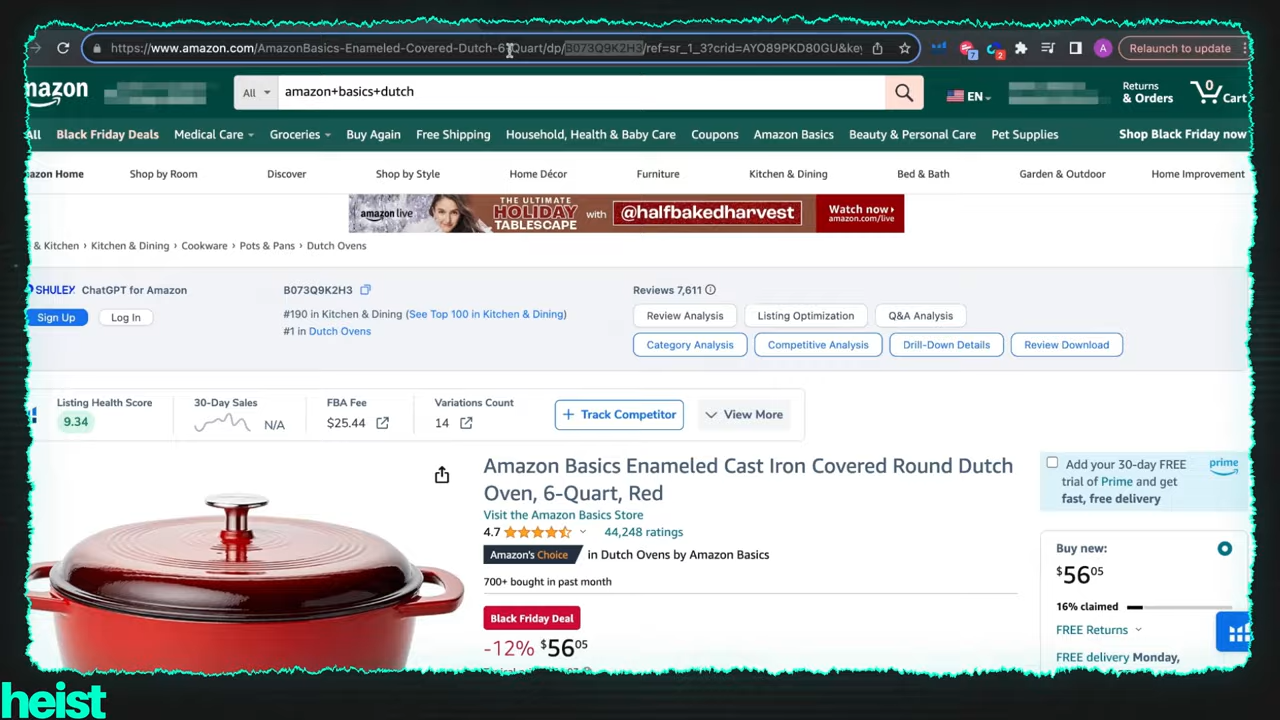 https://www.amazon.com/AmazonBasics-Enameled-Covered-Dutch-6-Quart/dp/B073Q9K2H3/ref=sr_1_3?crid=AYO89PKD80GU&ke
7
2
A
Relaunch to update
mazon
All
amazon+basics+dutch
EN
Returns
& Orders
0
Cart
All
Black Friday Deals
Medical Care
Groceries
Buy Again
Free Shipping
Household, Health & Baby Care
Coupons
Amazon Basics
Beauty & Personal Care
Pet Supplies
Shop Black Friday now
azon Home
Shop by Room
Discover
Shop by Style
Home Décor
Furniture
Kitchen & Dining
Bed & Bath
Garden & Outdoor
Home Improvement
amazon live
THE ULTIMATE
HOLIDAY
TABLESCAPE
with
@halfbakedharvest
Watch now
amazon.com/live
& Kitchen › Kitchen & Dining › Cookware › Pots & Pans › Dutch Ovens
SHULEX
ChatGPT for Amazon
B073Q9K2H3
Reviews 7,611
Sign Up
Log In
#190 in Kitchen & Dining (See Top 100 in Kitchen & Dining)
#1 in Dutch Ovens
Review Analysis
Listing Optimization
Q&A Analysis
Category Analysis
Competitive Analysis
Drill-Down Details
Review Download
Listing Health Score
9.34
30-Day Sales
N/A
FBA Fee
$25.44
Variations Count
14
+ Track Competitor
View More
Amazon Basics Enameled Cast Iron Covered Round Dutch
Oven, 6-Quart, Red
Visit the Amazon Basics Store
4.7
44,248 ratings
Amazon's Choice
in Dutch Ovens by Amazon Basics
700+ bought in past month
Black Friday Deal
-12% $5605
Add your 30-day FREE
trial of Prime and get
fast, free delivery
prime
Buy new:
$5605
16% claimed
FREE Returns
FREE delivery Monday,
heist